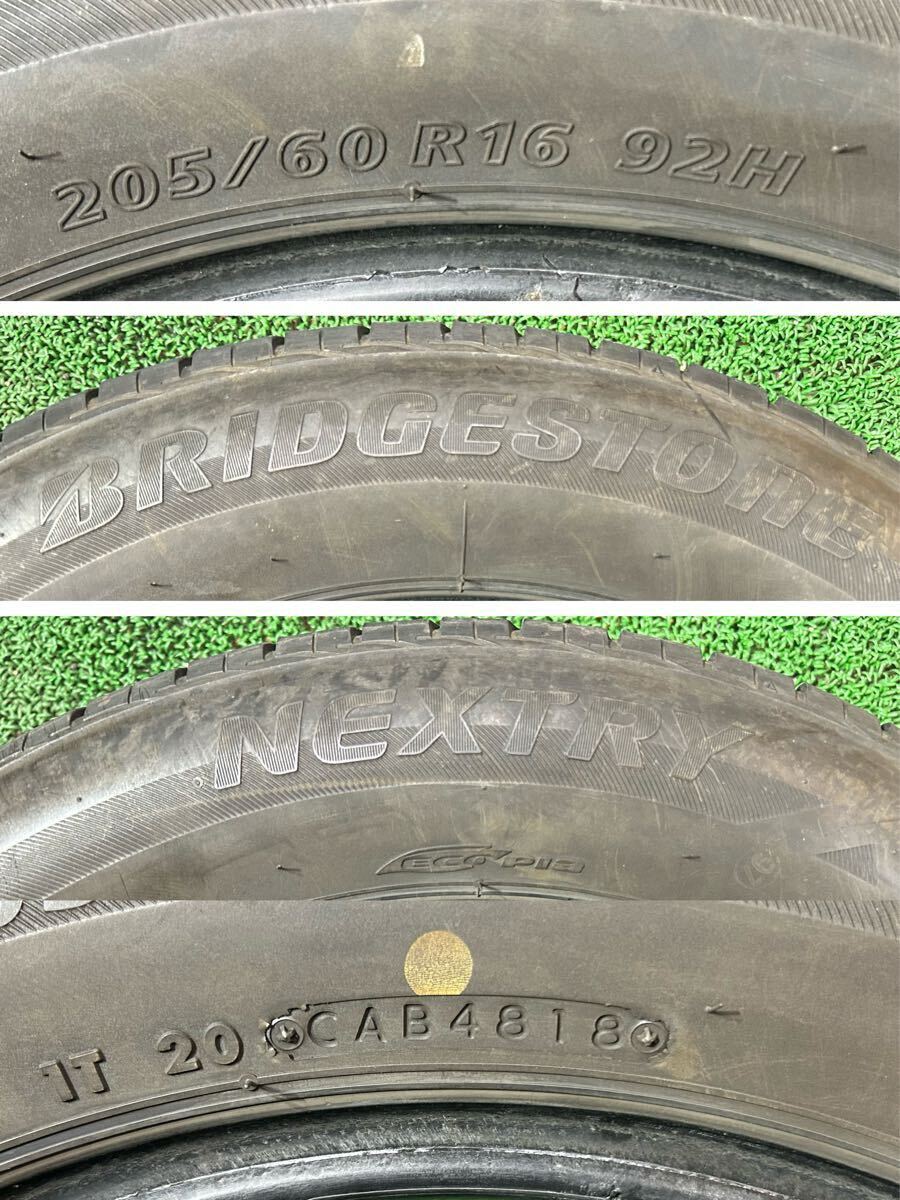 205/60 R16 92H
BRIDGESTONE
NEXTRY
ECOPIA
1T 20 CAB4818